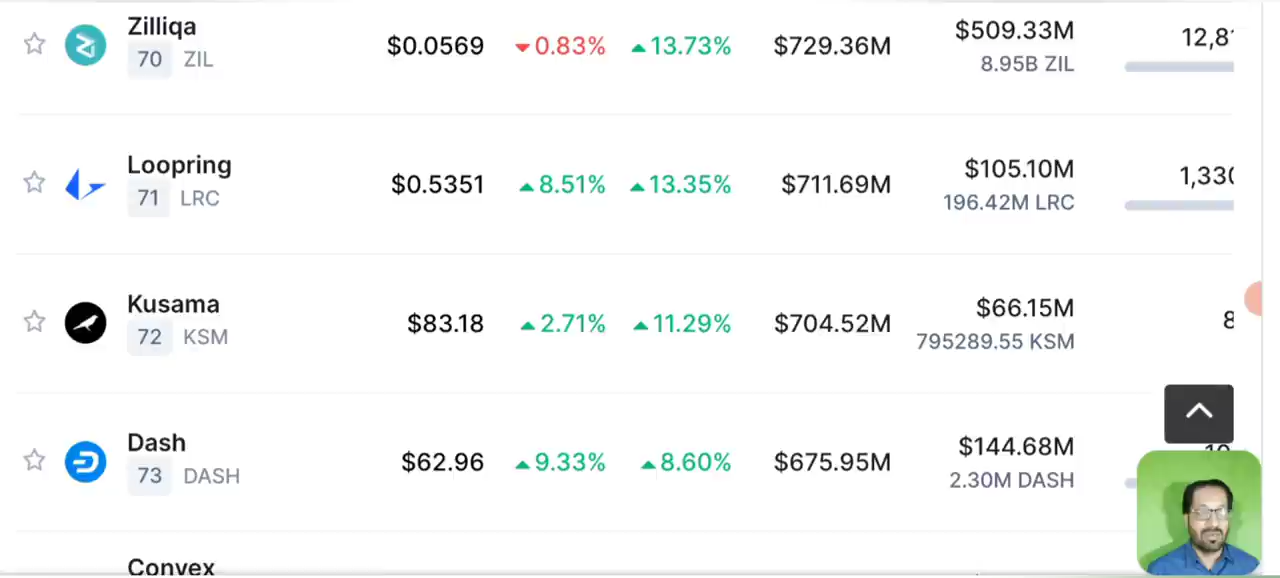 Zilliqa
70 ZIL
$0.0569 0.83% 13.73% $729.36M $509.33M
8.95B ZIL
Loopring
71 LRC
$0.5351 8.51% 13.35% $711.69M $105.10M
196.42M LRC
Kusama
72 KSM
$83.18 2.71% 11.29% $704.52M $66.15M
795289.55 KSM
Dash
73 DASH
$62.96 9.33% 8.60% $675.95M $144.68M
2.30M DASH
Convex